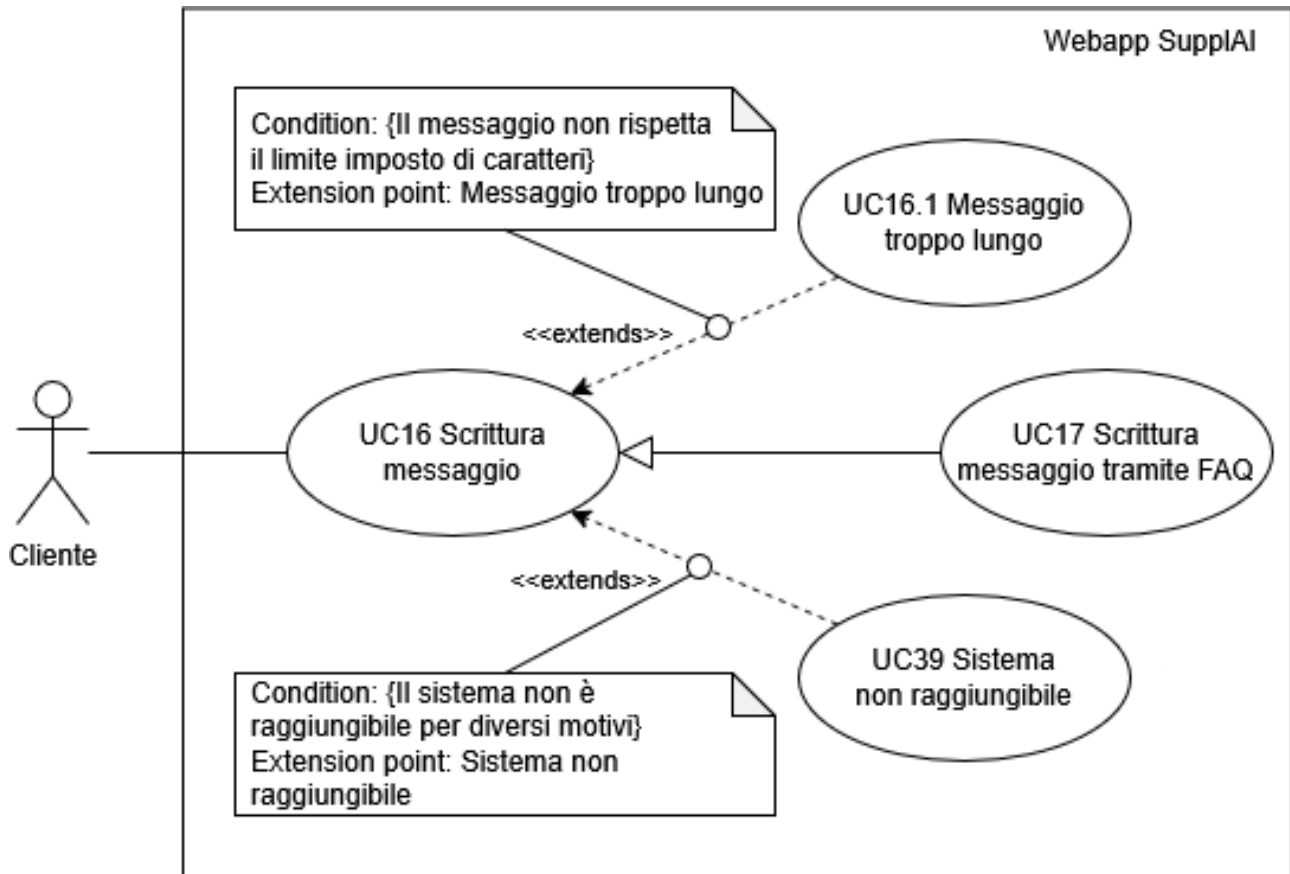 Webapp SupplAI
Condition: {Il messaggio non rispetta
il limite imposto di caratteri}
Extension point: Messaggio troppo lungo
UC16.1 Messaggio
troppo lungo
<<extends>>
UC16 Scrittura
messaggio
UC17 Scrittura
messaggio tramite FAQ
Cliente
<<extends>>
UC39 Sistema
non raggiungibile
Condition: {Il sistema non è
raggiungibile per diversi motivi}
Extension point: Sistema non
raggiungibile